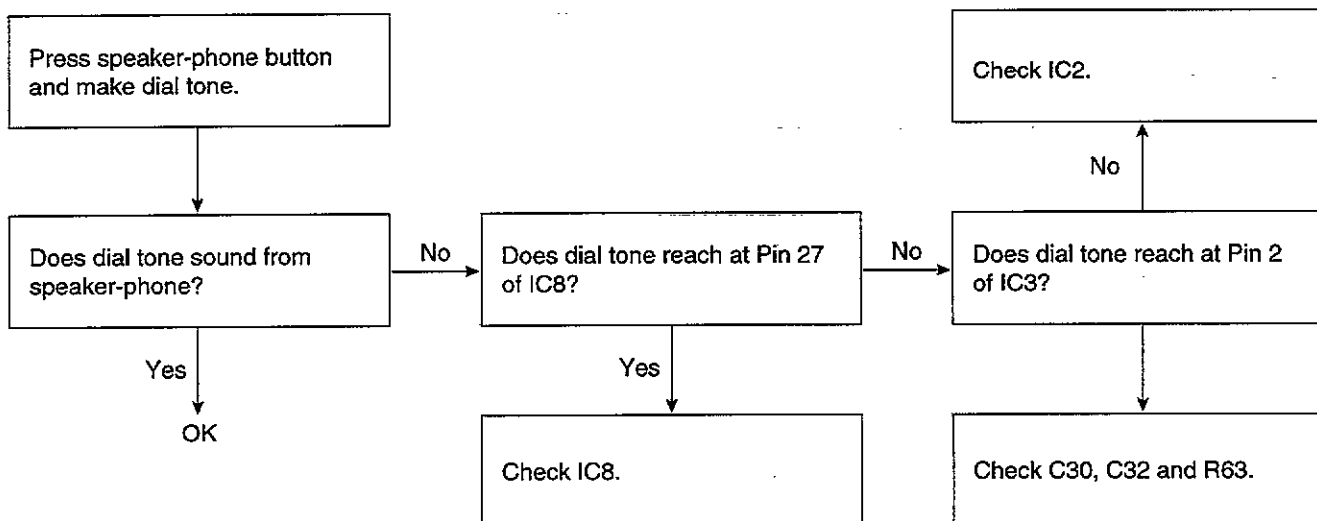 Press speaker-phone button
and make dial tone.
Check IC2.
No
Does dial tone sound from
speaker-phone?
No
Does dial tone reach at Pin 27
of IC8?
No
Does dial tone reach at Pin 2
of IC3?
Yes
OK
Yes
Check IC8.
Check C30, C32 and R63.